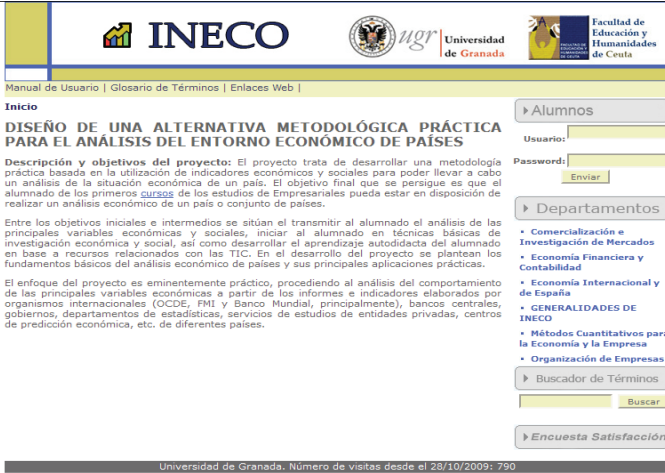 INECO
ugr
Universidad
de Granada
Facultad de
Educación y
Humanidades
de Ceuta
Manual de Usuario | Glosario de Términos | Enlaces Web |
Inicio
DISEÑO DE UNA ALTERNATIVA METODOLÓGICA PRÁCTICA
PARA EL ANÁLISIS DEL ENTORNO ECONÓMICO DE PAÍSES
Descripción y objetivos del proyecto: El proyecto trata de desarrollar una metodología
práctica basada en la utilización de indicadores económicos y sociales para poder llevar a cabo
un análisis de la situación económica de un país. El objetivo final que se persigue es que el
alumnado de los primeros cursos de los estudios de Empresariales pueda estar en disposición de
realizar un análisis económico de un país o conjunto de países.
Entre los objetivos iniciales e intermedios se sitúan el transmitir al alumnado el análisis de las
principales variables económicas y sociales, iniciar al alumnado en técnicas básicas de
investigación económica y social, así como desarrollar el aprendizaje autodidacta del alumnado
en base a recursos relacionados con las TIC. En el desarrollo del proyecto se plantean los
fundamentos básicos del análisis económico de países y sus principales aplicaciones prácticas.
El enfoque del proyecto es eminentemente práctico, procediendo al análisis del comportamiento
de las principales variables económicas a partir de los informes e indicadores elaborados por
organismos internacionales (OCDE, FMI y Banco Mundial, principalmente), bancos centrales,
gobiernos, departamentos de estadísticas, servicios de estudios de entidades privadas, centros
de predicción económica, etc. de diferentes países.
Alumnos
Usuario:
Password:
Enviar
Departamentos
Comercialización e
Investigación de Mercados
Economía Financiera y
Contabilidad
Economía Internacional y
de España
GENERALIDADES DE
INECO
Métodos Cuantitativos para
la Economía y la Empresa
Organización de Empresas
Buscador de Términos
Buscar
Encuesta Satisfacción
Universidad de Granada. Número de visitas desde el 28/10/2009: 790